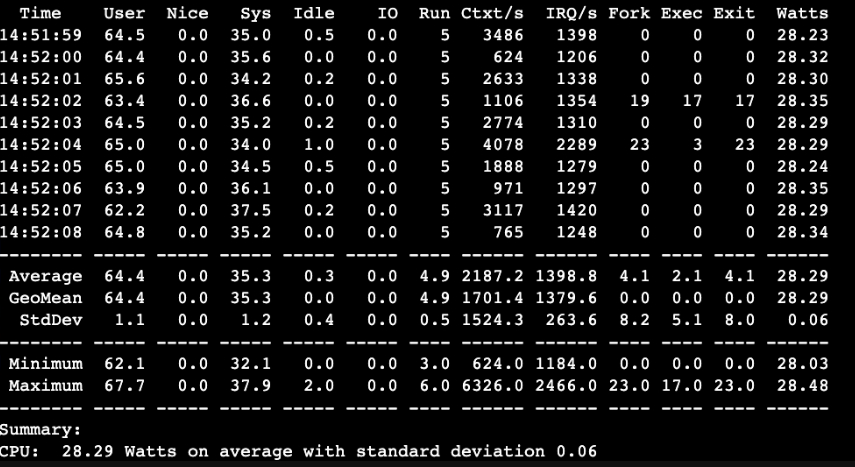 Time User Nice Sys Idle IO Run Ctxt/s IRQ/s Fork Exec Exit Watts
14:51:59 64.5 0.0 35.0 0.5 0.0 5 3486 1398 0 0 0 28.23
14:52:00 64.4 0.0 35.6 0.0 0.0 5 624 1206 0 0 0 28.32
14:52:01 65.6 0.0 34.2 0.2 0.0 5 2633 1338 0 0 0 28.30
14:52:02 63.4 0.0 36.6 0.0 0.0 5 1106 1354 19 17 17 28.35
14:52:03 64.5 0.0 35.2 0.2 0.0 5 2774 1310 0 0 0 28.29
14:52:04 65.0 0.0 34.0 1.0 0.0 5 4078 2289 23 3 23 28.29
14:52:05 65.0 0.0 34.5 0.5 0.0 5 1888 1279 0 0 0 28.24
14:52:06 63.9 0.0 36.1 0.0 0.0 5 971 1297 0 0 0 28.35
14:52:07 62.2 0.0 37.5 0.2 0.0 5 3117 1420 0 0 0 28.29
14:52:08 64.8 0.0 35.2 0.0 0.0 5 765 1248 0 0 0 28.34
-------- ----- ----- ----- ----- ----- ---- ------ ------ ---- ---- ---- ------
Average 64.4 0.0 35.3 0.3 0.0 4.9 2187.2 1398.8 4.1 2.1 4.1 28.29
GeoMean 64.4 0.0 35.3 0.0 0.0 4.9 1701.4 1379.6 0.0 0.0 0.0 28.29
StdDev 1.1 0.0 1.2 0.4 0.0 0.5 1524.3 263.6 8.2 5.1 8.0 0.06
-------- ----- ----- ----- ----- ----- ---- ------ ------ ---- ---- ---- ------
Minimum 62.1 0.0 32.1 0.0 0.0 3.0 624.0 1184.0 0.0 0.0 0.0 28.03
Maximum 67.7 0.0 37.9 2.0 0.0 6.0 6326.0 2466.0 23.0 17.0 23.0 28.48
-------- ----- ----- ----- ----- ----- ---- ------ ------ ---- ---- ---- ------
Summary:
CPU: 28.29 Watts on average with standard deviation 0.06